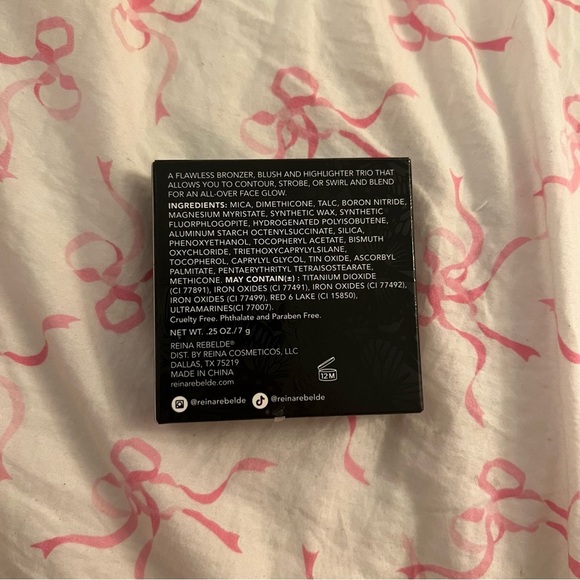 A FLAWLESS BRONZER, BLUSH AND HIGHLIGHTER TRIO THAT
ALLOWS YOU TO CONTOUR, STROBE, OR SWIRL AND BLEND
FOR AN ALL-OVER FACE GLOW.
INGREDIENTS: MICA, DIMETHICONE, TALC, BORON NITRIDE,
MAGNESIUM MYRISTATE, SYNTHETIC WAX, SYNTHETIC
FLUORPHLOGOPITE, HYDROGENATED POLYISOBUTENE,
ALUMINUM STARCH OCTENYLSUCCINATE, SILICA,
PHENOXYETHANOL, TOCOPHERYL ACETATE, BISMUTH
OXYCHLORIDE, TRIETHOXYCAPRYLYLSILANE,
TOCOPHEROL, CAPRYLYL GLYCOL, TIN OXIDE, ASCORBYL
PALMITATE, PENTAERYTHRITYL TETRAISOSTEARATE,
METHICONE. MAY CONTAIN(±) : TITANIUM DIOXIDE
(CI 77891), IRON OXIDES (CI 77491), IRON OXIDES (CI 77492),
IRON OXIDES (CI 77499), RED 6 LAKE (CI 15850),
ULTRAMARINES(CI 77007).
Cruelty Free. Phthalate and Paraben Free.
NET WT. .25 OZ./7 g
REINA REBELDE®
DIST. BY REINA COSMETICOS, LLC
DALLAS, TX 75219
MADE IN CHINA
reinarebelde.com
12M
@reinarebelde @reinarebelde